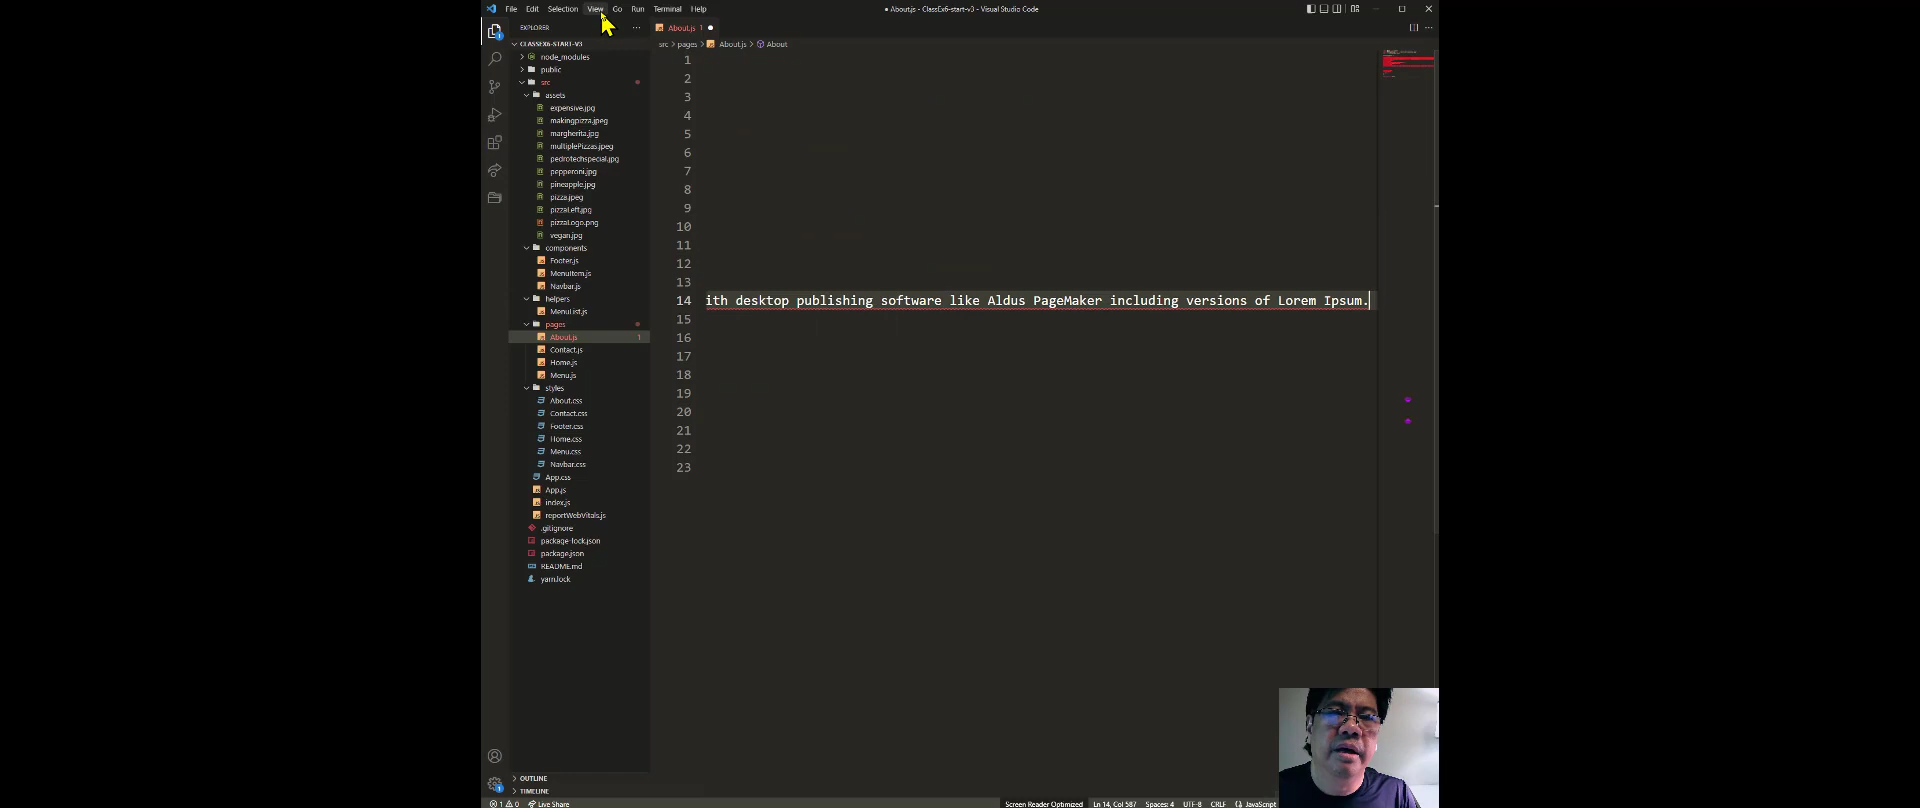 File Edit Selection View Go Run Terminal Help
● About.js - ClassEx6-start-v3 - Visual Studio Code
EXPLORER
About.js 1
CLASSEX6-START-V3
src > pages > About.js > About
node_modules
public
src
assets
expensive.jpg
makingpizza.jpeg
margherita.jpg
multiplePizzas.jpeg
pedrotechspecial.jpg
pepperoni.jpg
pineapple.jpg
pizza.jpeg
pizzaLeft.jpg
pizzaLogo.png
vegan.jpg
components
Footer.js
MenuItem.js
Navbar.js
helpers
MenuList.js
pages
About.js 1
Contact.js
Home.js
Menu.js
styles
About.css
Contact.css
Footer.css
Home.css
Menu.css
Navbar.css
App.css
App.js
index.js
reportWebVitals.js
.gitignore
package-lock.json
package.json
README.md
yarn.lock
OUTLINE
TIMELINE
1
2
3
4
5
6
7
8
9
10
11
12
13
14 ith desktop publishing software like Aldus PageMaker including versions of Lorem Ipsum.
15
16
17
18
19
20
21
22
23
1 0 Live Share Screen Reader Optimized Ln 14, Col 587 Spaces: 4 UTF-8 CRLF JavaScript